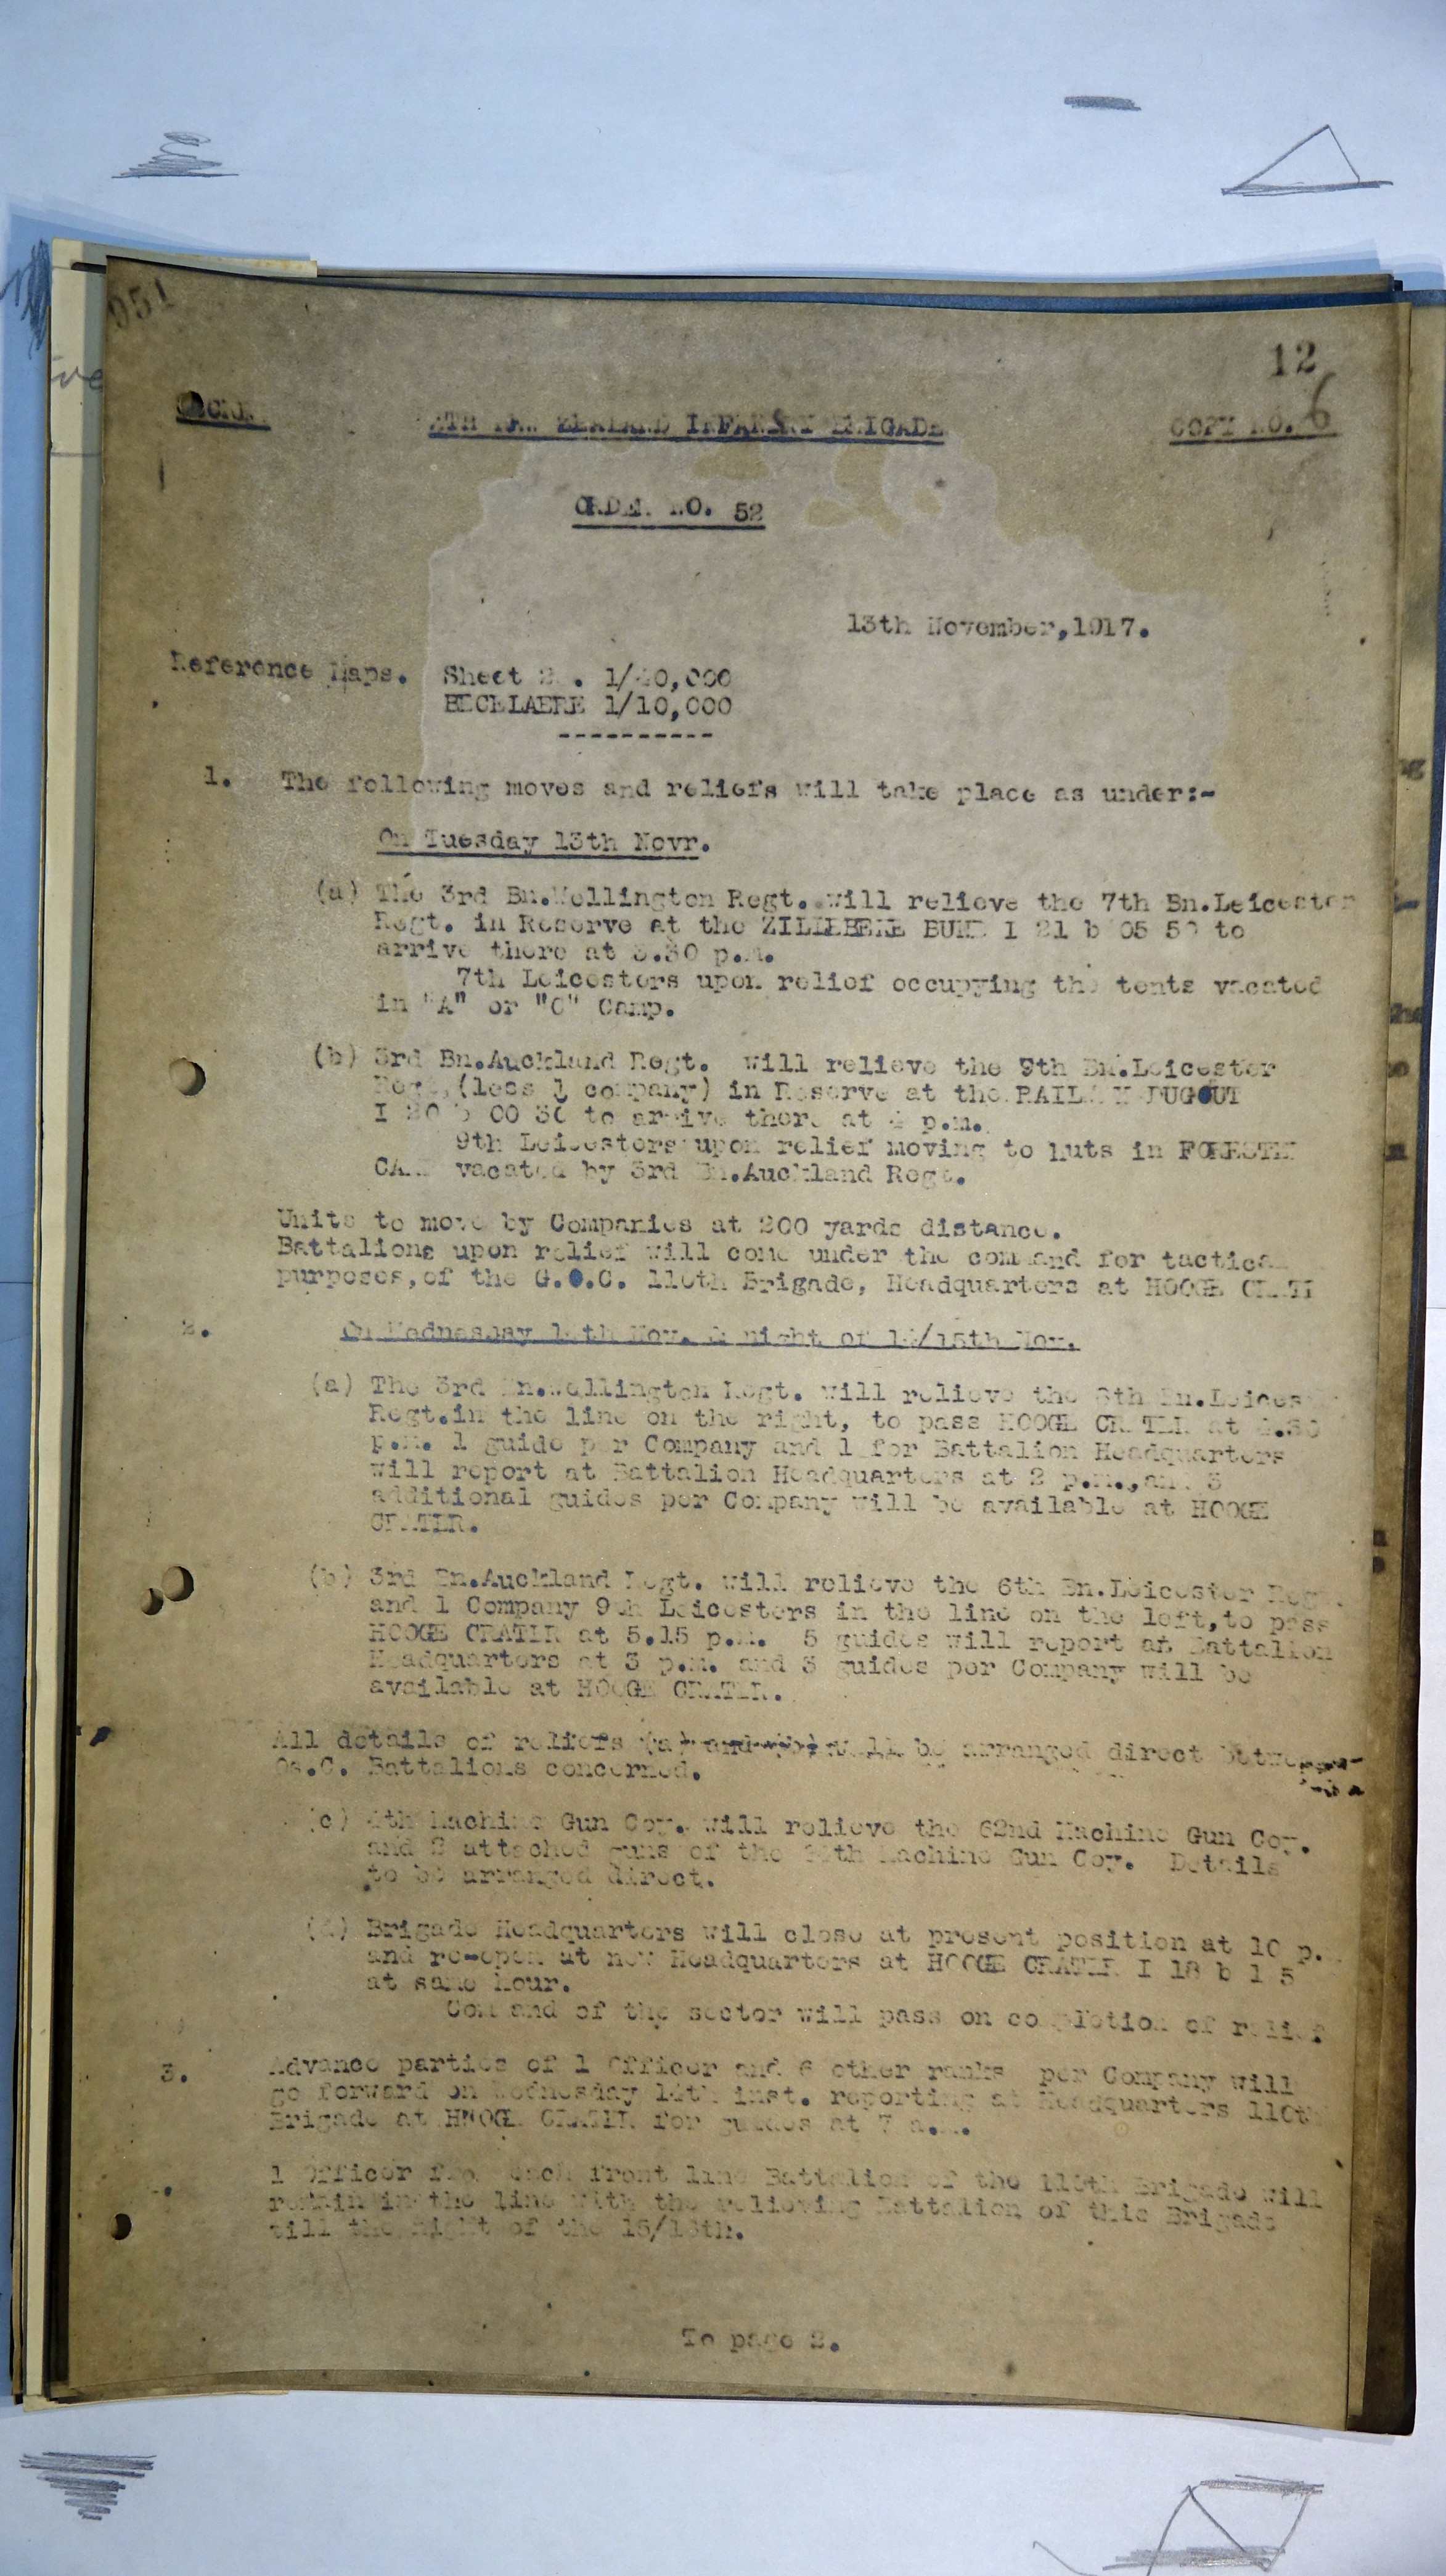 051
12
SECRET
4TH NEW ZEALAND INFANTRY BRIGADE
COPY NO. 6
ORDER NO. 52
13th November,1917.
Reference Maps. Sheet 1/ 0,000
BECELAERE 1/10,000
----------
1. The following moves and reliefs will take place as under:-
On Tuesday 13th Novr.
(a) The 3rd Bn.Wellington Regt. will relieve the 7th Bn.Leicester
Regt. in Reserve at the ZILLEBEKE BUND I 21 b 05 50 to
arrive there at 3.30 p.m.
7th Leicesters upon relief occupying the tents vacated
in "A" or "C" Camp.
(b) 3rd Bn.Auckland Regt. will relieve the 9th Bn.Leicester
Regt.(less 1 company) in Reserve at the RAILWAY DUGOUT
I 20 b 00 30 to arrive there at 4 p.m.
9th Leicesters upon relief moving to huts in FORESTER
CAMP vacated by 3rd Bn.Auckland Regt.
Units to move by Companies at 200 yards distance.
Battalions upon relief will come under the command for tactical
purposes,of the G.O.C. 110th Brigade, Headquarters at HOOGE CRATE
2. On Wednesday 14th Nov. & night of 14/15th Nov.
(a) The 3rd Bn.Wellington Regt. will relieve the 8th Bn.Leices
Regt.in the line on the right, to pass HOOGE CRATER at 4.30
p.m. 1 guide per Company and 1 for Battalion Headquarters
will report at Battalion Headquarters at 2 p.m.,and 3
additional guides per Company will be available at HOOGE
CRATER.
(b) 3rd Bn.Auckland Regt. will relieve the 6th Bn.Leicester Regt
and 1 Company 9th Leicesters in the line on the left,to pass
HOOGE CRATER at 5.15 p.m. 5 guides will report at Battalion
Headquarters at 3 p.m. and 3 guides per Company will be
available at HOOGE CRATER.
All details of reliefs (a) and (b) will be arranged direct betwe
Os.C. Battalions concerned.
(c) 4th Machine Gun Coy. will relieve the 62nd Machine Gun Coy.
and 2 attached guns of the Machine Gun Coy. Details
to be arranged direct.
(d) Brigade Headquarters will close at present position at 10 p.
and re-open at new Headquarters at HOOGE CRATER I 18 b 1 5
at same hour.
Command of the sector will pass on completion of relief
3. Advance parties of 1 Officer and 6 other ranks per Company will
go forward on Wednesday 14th inst. reporting at Headquarters 110th
Brigade at HOOGE CRATER for guides at 7 a.m.
1 Officer from each front line Battalion of the 110th Brigade will
remain in the line with the relieving Battalion of this Brigade
till the night of the 15/16th.
To page 2.